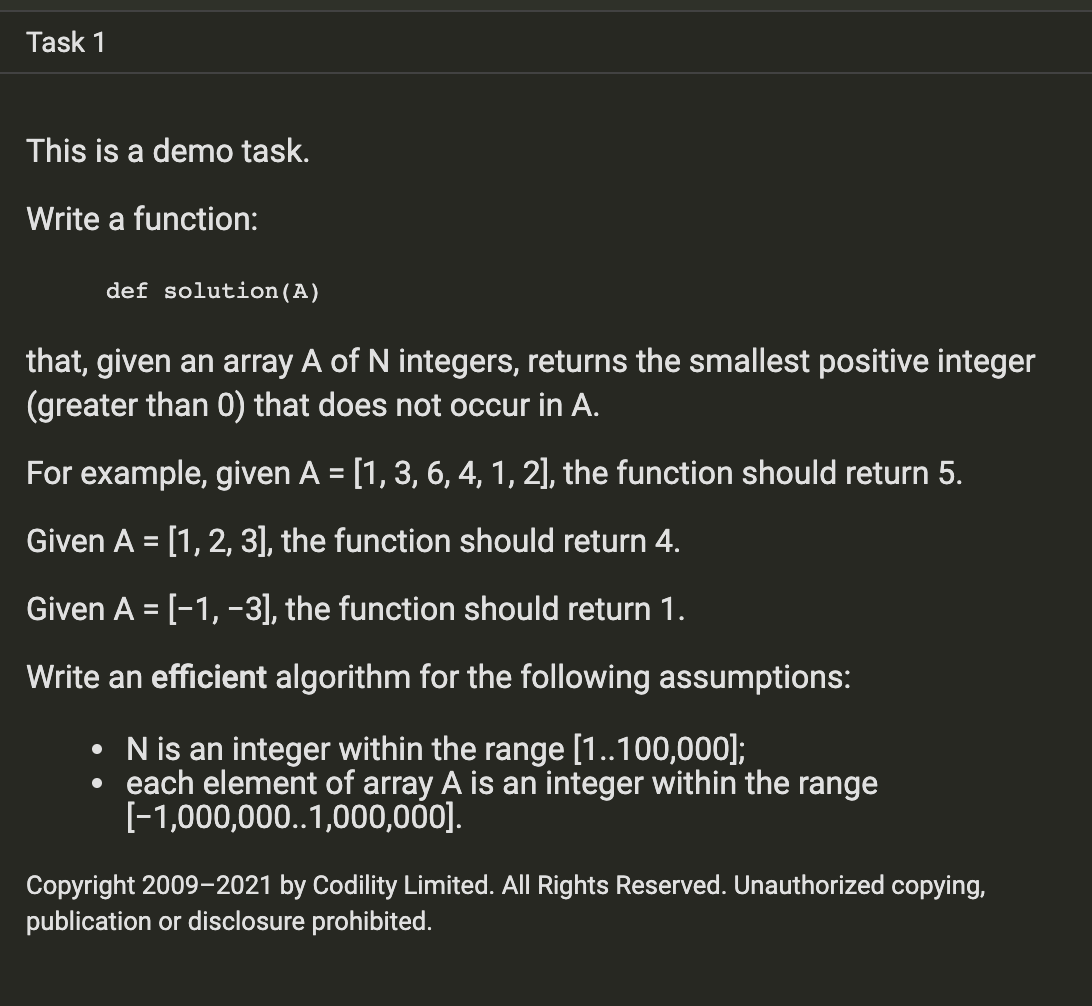 Task 1
This is a demo task.
Write a function:
def solution(A)
that, given an array A of N integers, returns the smallest positive integer
(greater than 0) that does not occur in A.
For example, given A = [1, 3, 6, 4, 1, 2], the function should return 5.
Given A = [1, 2, 3], the function should return 4.
Given A = [−1, −3], the function should return 1.
Write an efficient algorithm for the following assumptions:
• N is an integer within the range [1..100,000];
• each element of array A is an integer within the range
[−1,000,000..1,000,000].
Copyright 2009–2021 by Codility Limited. All Rights Reserved. Unauthorized copying,
publication or disclosure prohibited.